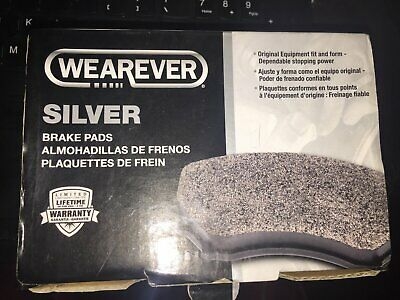 WEAREVER®
SILVER
BRAKE PADS
ALMOHADILLAS DE FRENOS
PLAQUETTES DE FREIN
• Original Equipment fit and form -
Dependable stopping power
• Ajuste y forma como el equipo original -
Poder de frenado confiable
• Plaquettes conformes en tous points
à l'équipement d'origine : Freinage fiable
LIMITED
LIFETIME
WARRANTY
GARANTIA • GARANTIE